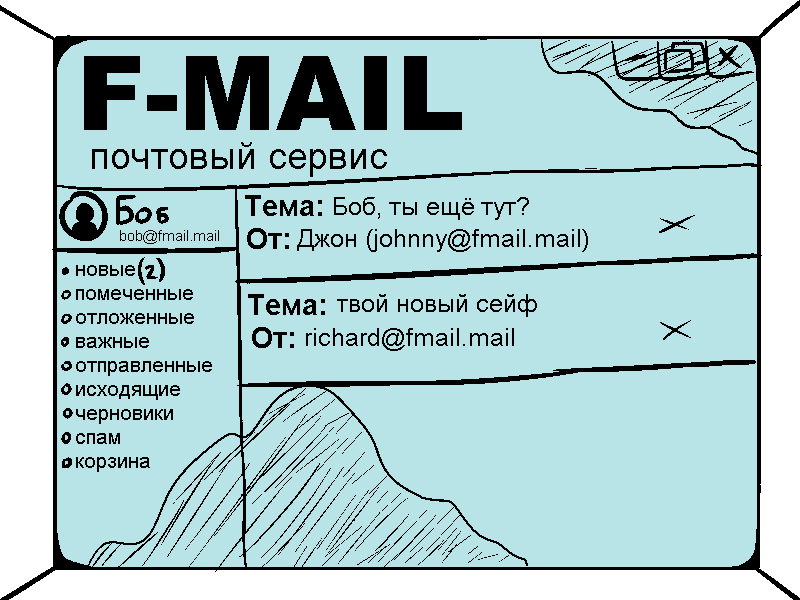 F-MAIL
почтовый сервис
Боб
bob@fmail.mail
новые(2)
помеченные
отложенные
важные
отправленные
исходящие
черновики
спам
корзина
Тема: Боб, ты ещё тут?
От: Джон (johnny@fmail.mail)
Тема: твой новый сейф
От: richard@fmail.mail